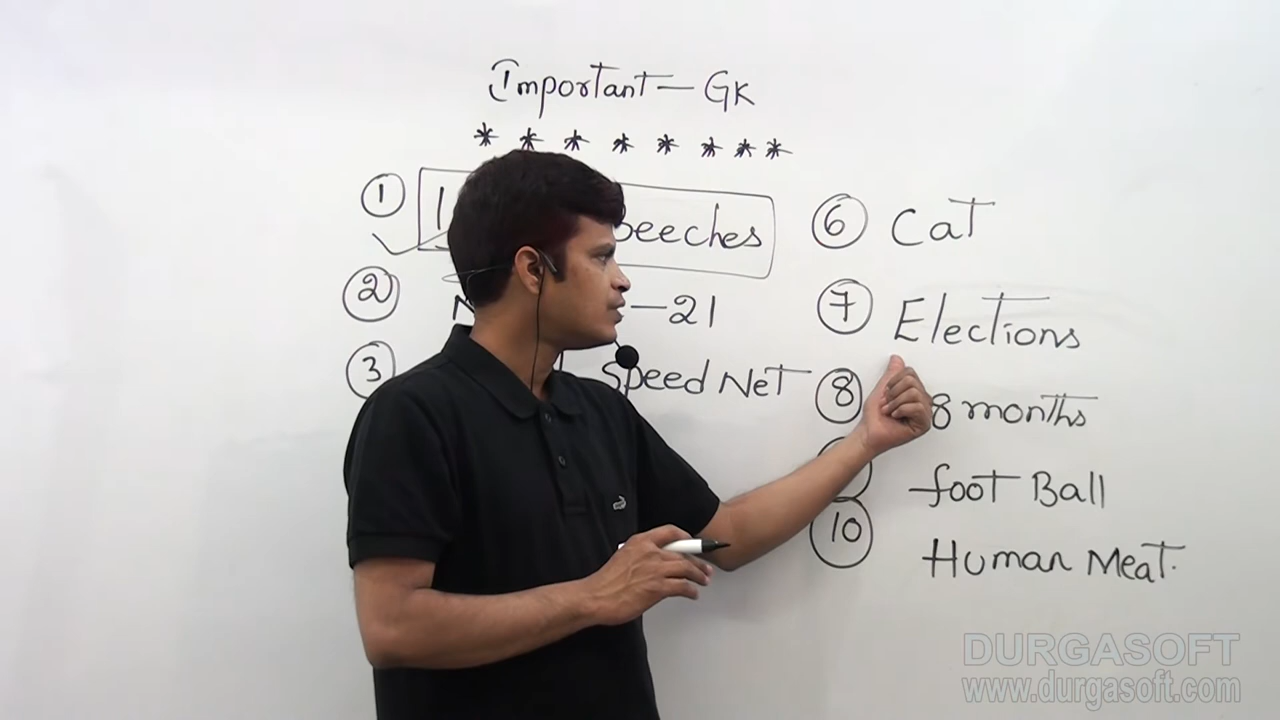 Important - GK
* * * * * * * *
1
2 - 21
3 Speed Net
6 Cat
7 Elections
8 8 months
foot Ball
10 Human Meat.
DURGASOFT
www.durgasoft.com